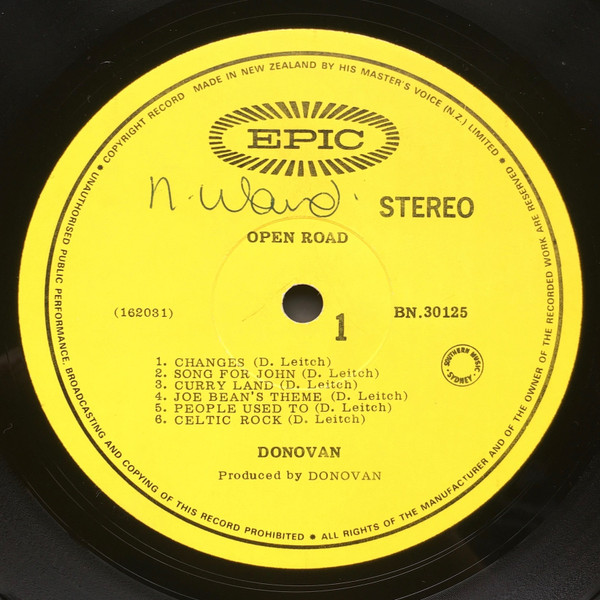 COPYRIGHT RECORD MADE IN NEW ZEALAND BY HIS MASTER'S VOICE (N.Z.) LIMITED •
EPIC
N. Ward.
STEREO
OPEN ROAD
(162031)
1
BN.30125
1. CHANGES (D. Leitch)
2. SONG FOR JOHN (D. Leitch)
3. CURRY LAND (D. Leitch)
4. JOE BEAN'S THEME (D. Leitch)
5. PEOPLE USED TO (D. Leitch)
6. CELTIC ROCK (D. Leitch)
SOUTHERN MUSIC
· SYDNEY ·
DONOVAN
Produced by DONOVAN
• UNAUTHORISED PUBLIC PERFORMANCE, BROADCASTING AND COPYING OF THIS RECORD PROHIBITED • ALL RIGHTS OF THE MANUFACTURER AND OF THE OWNER OF THE RECORDED WORK ARE RESERVED •